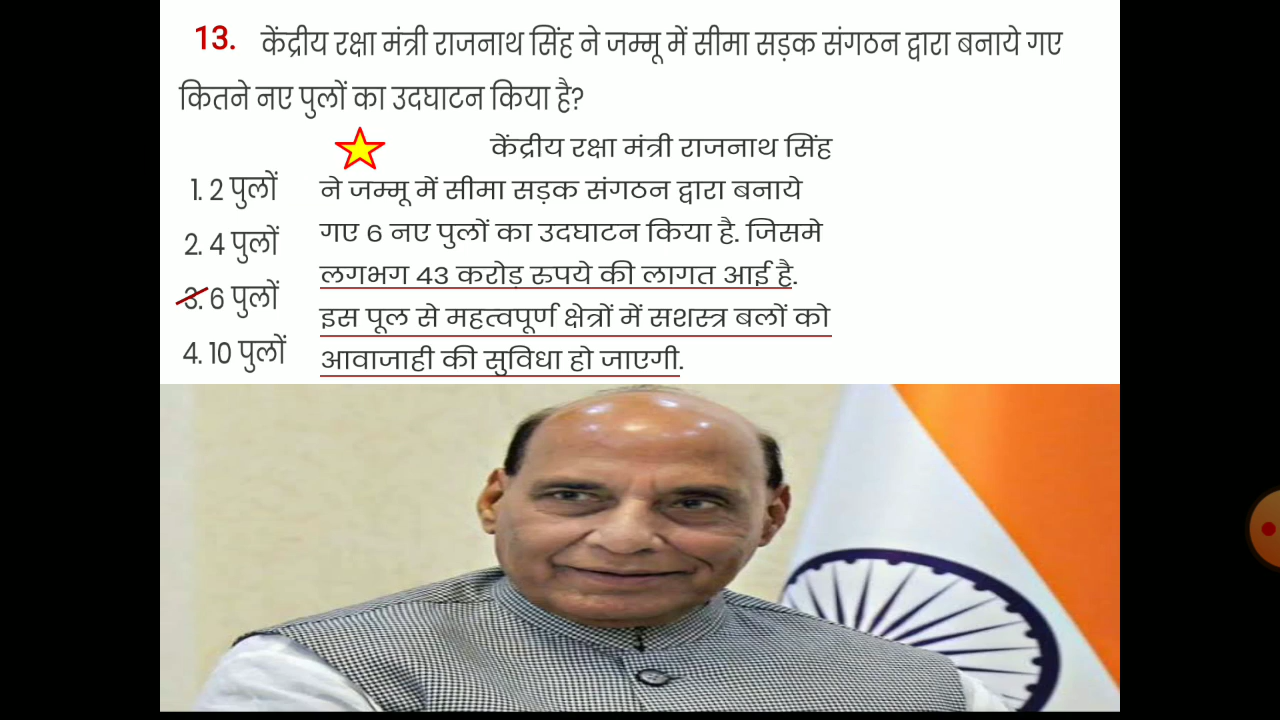 13. केंद्रीय रक्षा मंत्री राजनाथ सिंह ने जम्मू में सीमा सड़क संगठन द्वारा बनाये गए
कितने नए पुलों का उदघाटन किया है?
केंद्रीय रक्षा मंत्री राजनाथ सिंह
1. 2 पुलों
ने जम्मू में सीमा सड़क संगठन द्वारा बनाये
गए 6 नए पुलों का उदघाटन किया है. जिसमे
2. 4 पुलों
लगभग 43 करोड़ रुपये की लागत आई है.
3. 6 पुलों
इस पूल से महत्वपूर्ण क्षेत्रों में सशस्त्र बलों को
4. 10 पुलों
आवाजाही की सुविधा हो जाएगी.